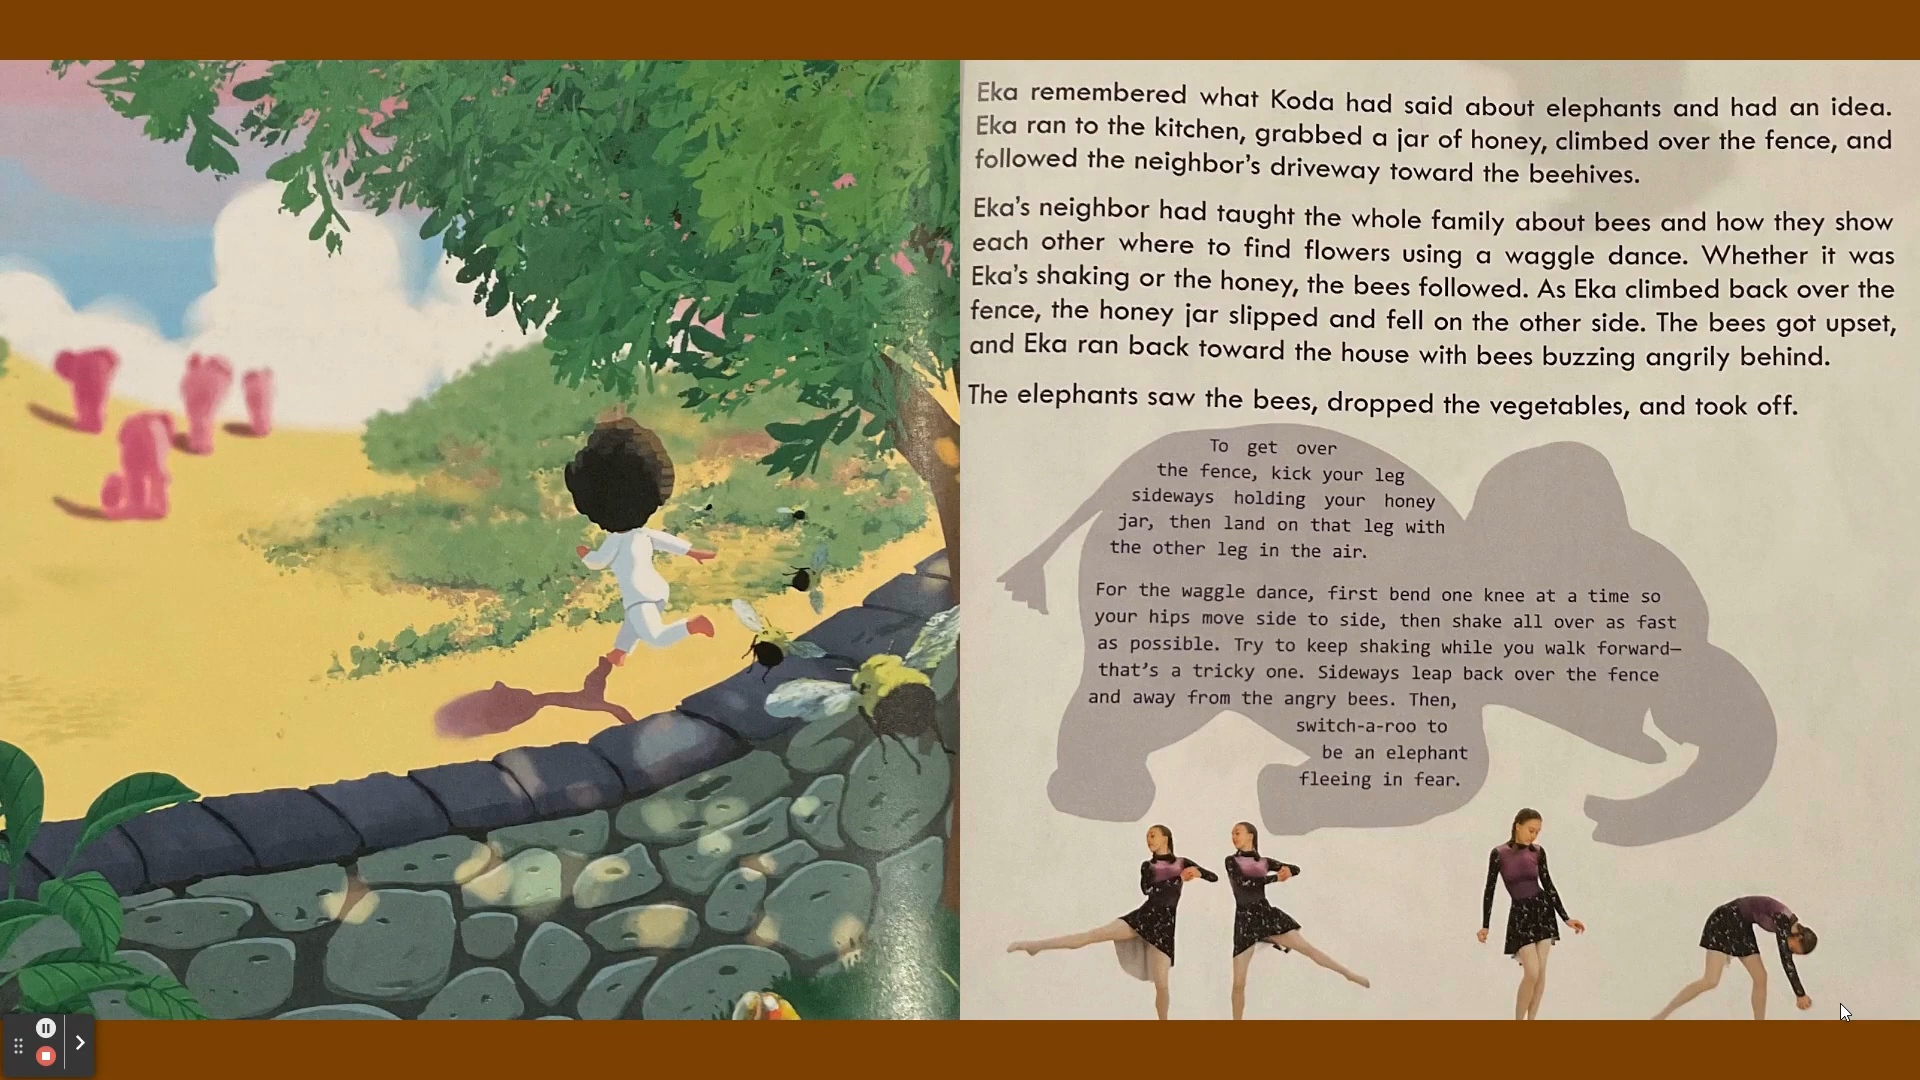 Eka remembered what Koda had said about elephants and had an idea.
Eka ran to the kitchen, grabbed a jar of honey, climbed over the fence, and
followed the neighbor's driveway toward the beehives.
Eka's neighbor had taught the whole family about bees and how they show
each other where to find flowers using a waggle dance. Whether it was
Eka's shaking or the honey, the bees followed. As Eka climbed back over the
fence, the honey jar slipped and fell on the other side. The bees got upset,
and Eka ran back toward the house with bees buzzing angrily behind.
The elephants saw the bees, dropped the vegetables, and took off.
To get over
the fence, kick your leg
sideways holding your honey
jar, then land on that leg with
the other leg in the air.
For the waggle dance, first bend one knee at a time so
your hips move side to side, then shake all over as fast
as possible. Try to keep shaking while you walk forward—
that's a tricky one. Sideways leap back over the fence
and away from the angry bees. Then,
switch-a-roo to
be an elephant
fleeing in fear.